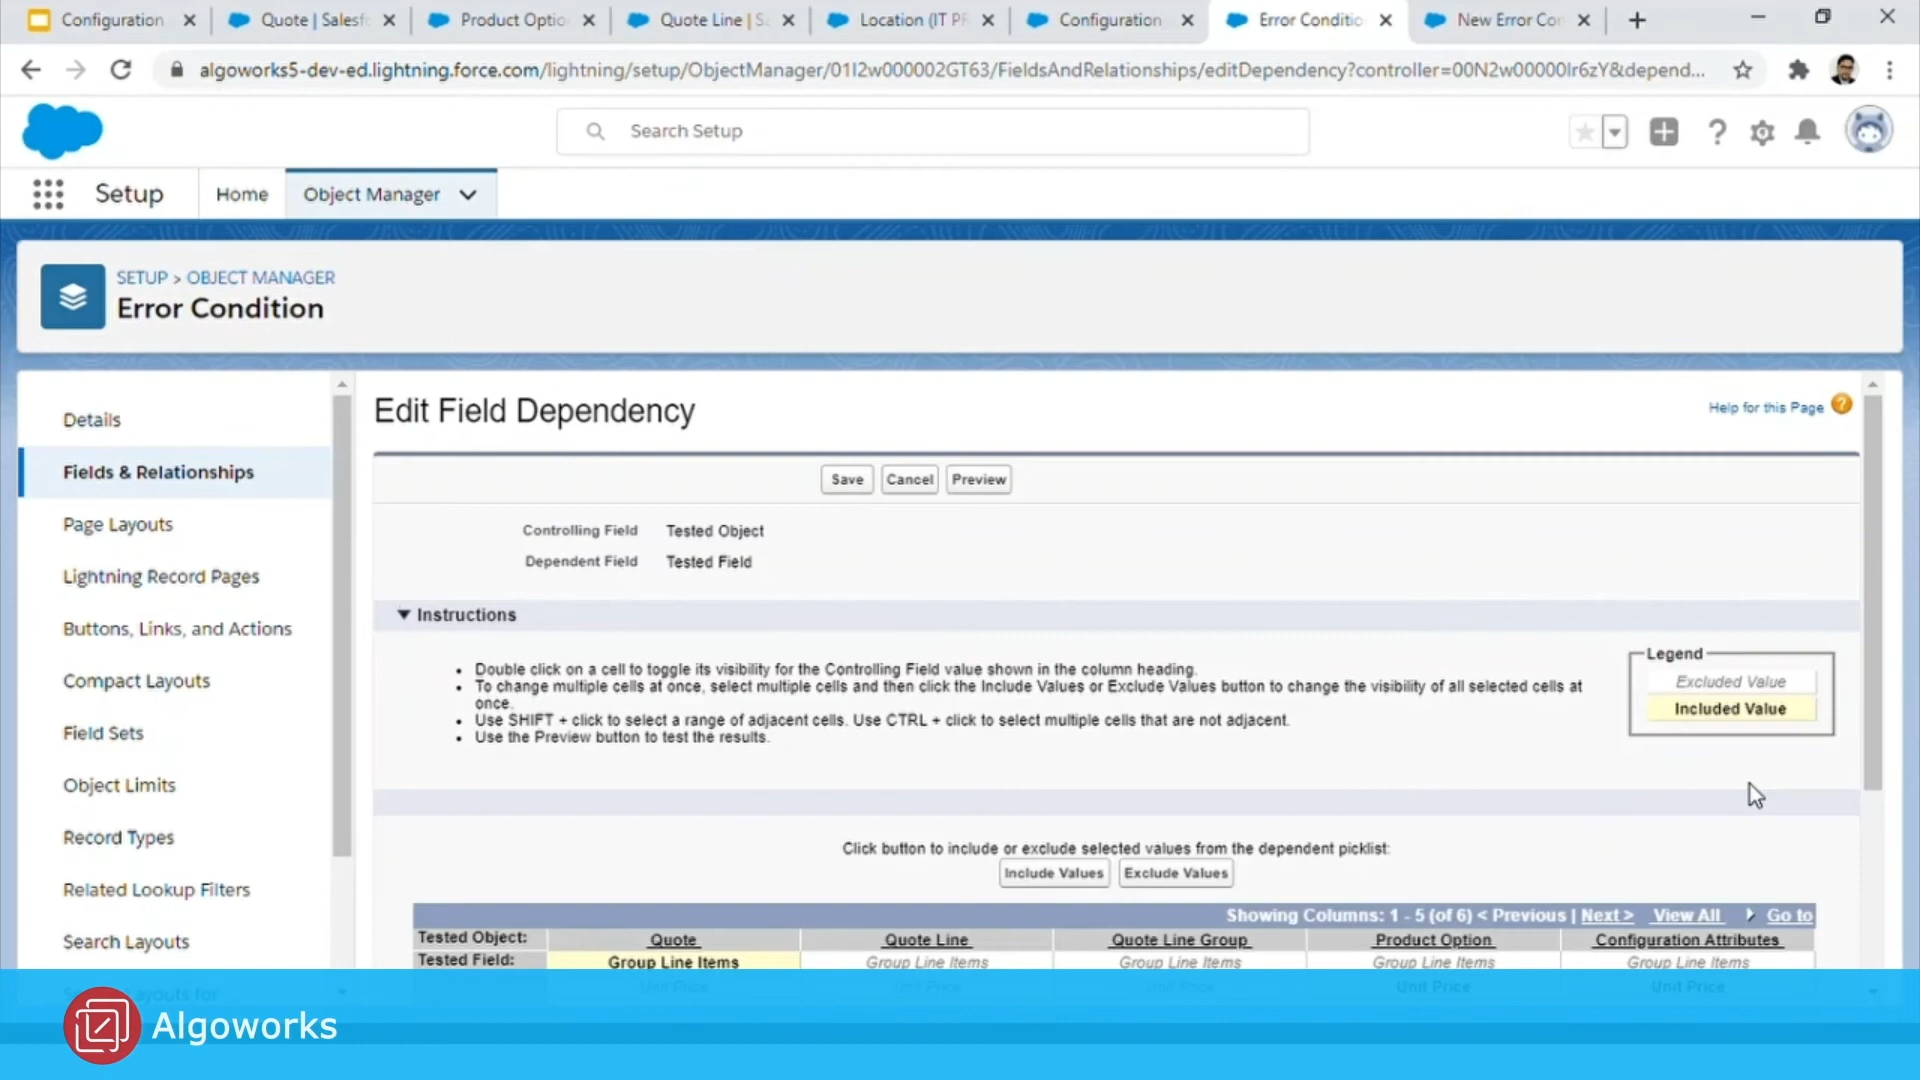 Configuration
Quote | Salesf
Product Optio
Quote Line | S
Location (IT P
Configuration
Error Conditio
New Error Con
algoworks5-dev-ed.lightning.force.com/lightning/setup/ObjectManager/01I2w000002GT63/FieldsAndRelationships/editDependency?controller=00N2w00000Ir6zY&depend...
Search Setup
Setup
Home
Object Manager
SETUP > OBJECT MANAGER
Error Condition
Details
Fields & Relationships
Page Layouts
Lightning Record Pages
Buttons, Links, and Actions
Compact Layouts
Field Sets
Object Limits
Record Types
Related Lookup Filters
Search Layouts
Edit Field Dependency
Help for this Page
Save Cancel Preview
Controlling Field Tested Object
Dependent Field Tested Field
Instructions
• Double click on a cell to toggle its visibility for the Controlling Field value shown in the column heading.
• To change multiple cells at once, select multiple cells and then click the Include Values or Exclude Values button to change the visibility of all selected cells at
once.
• Use SHIFT + click to select a range of adjacent cells. Use CTRL + click to select multiple cells that are not adjacent.
• Use the Preview button to test the results.
Legend
Excluded Value
Included Value
Click button to include or exclude selected values from the dependent picklist:
Include Values Exclude Values
Showing Columns: 1 - 5 (of 6) < Previous | Next > View All Go to
Tested Object: Quote Quote Line Quote Line Group Product Option Configuration Attributes
Tested Field: Group Line Items Group Line Items Group Line Items Group Line Items Group Line Items
Unit Price Unit Price Unit Price Unit Price Unit Price
Algoworks